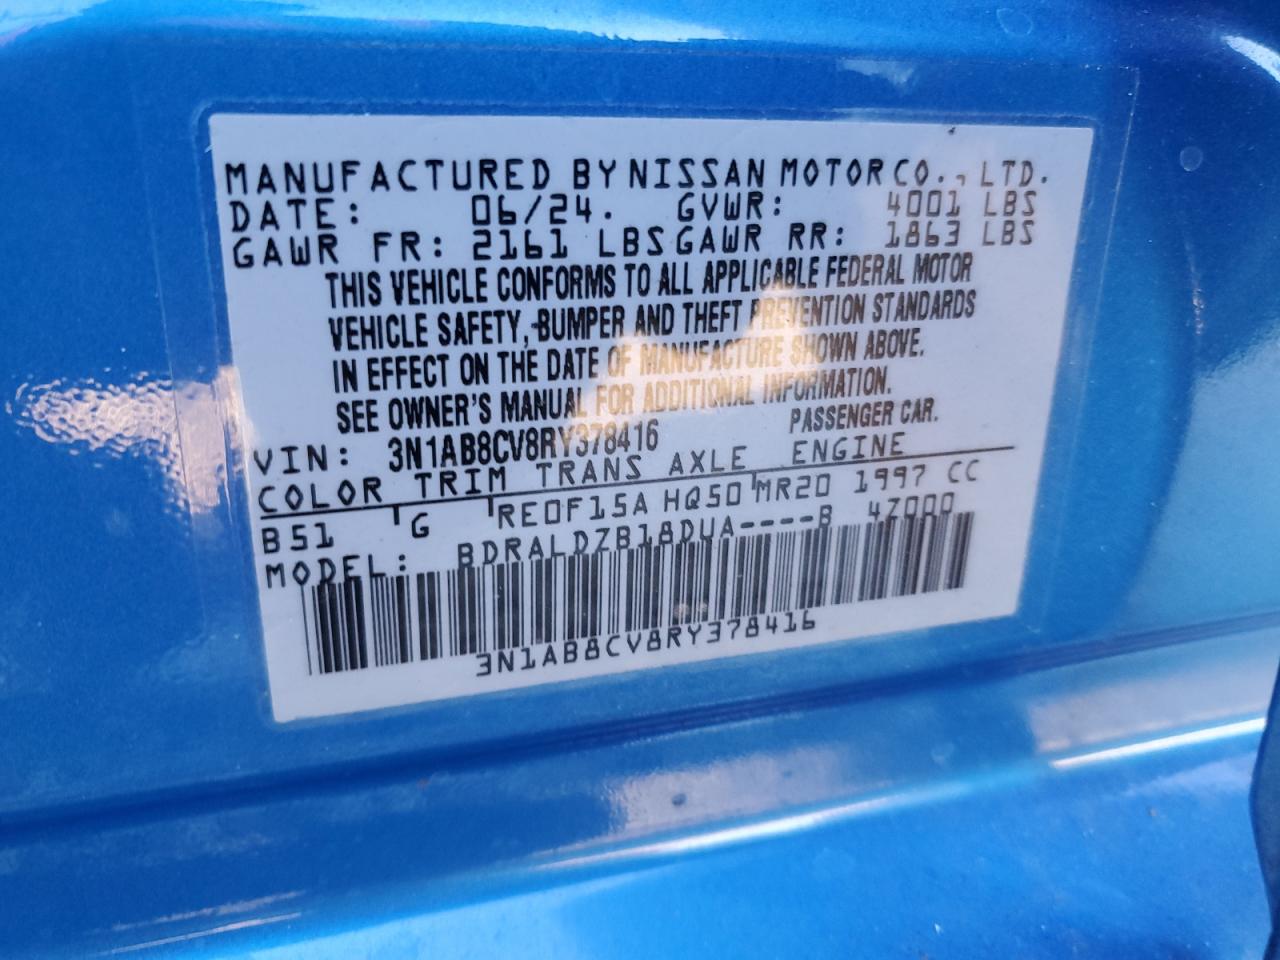 MANUFACTURED BY NISSAN MOTOR CO., LTD.
DATE: 06/24. GVWR: 4001 LBS
GAWR FR: 2161 LBS GAWR RR: 1863 LBS
THIS VEHICLE CONFORMS TO ALL APPLICABLE FEDERAL MOTOR
VEHICLE SAFETY, BUMPER AND THEFT PREVENTION STANDARDS
IN EFFECT ON THE DATE OF MANUFACTURE SHOWN ABOVE.
SEE OWNER'S MANUAL FOR ADDITIONAL INFORMATION.
VIN: 3N1AB8CV8RY378416 PASSENGER CAR.
COLOR TRIM TRANS AXLE ENGINE
B51 G RE0F15A HQ50 MR20 1997 CC
MODEL: BDRALDZB18DUA----B 47000
3N1AB8CV8RY378416